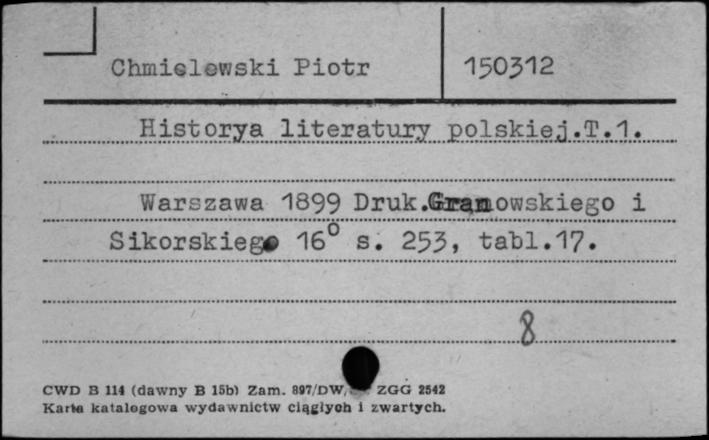 Chmielewski Piotr 150312
Historya literatury polskiej.T.1.
Warszawa 1899 Druk.Granowskiego i
Sikorskiego 16° s. 253, tabl.17.
8
CWD B 114 (dawny B 15b) Zam. 897/DW/ ZGG 2542
Karta katalogowa wydawnictw ciągłych i zwartych.